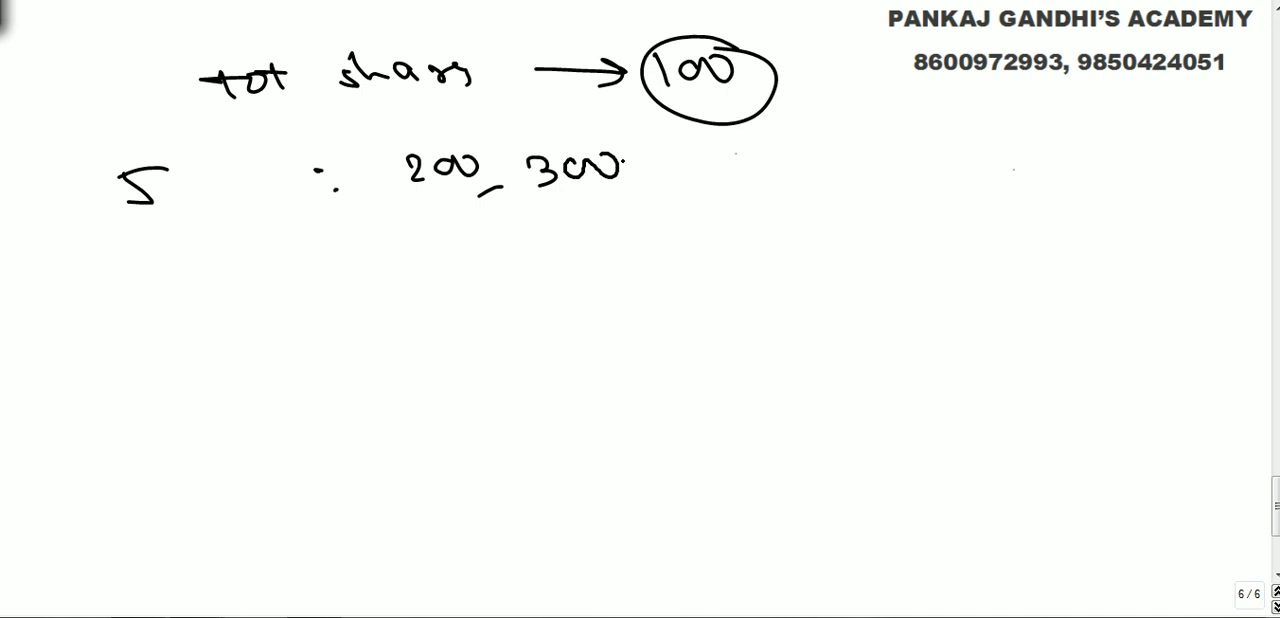 PANKAJ GANDHI'S ACADEMY
8600972993, 9850424051
tot shares → 100
5 ∴ 200, 300
6 / 6